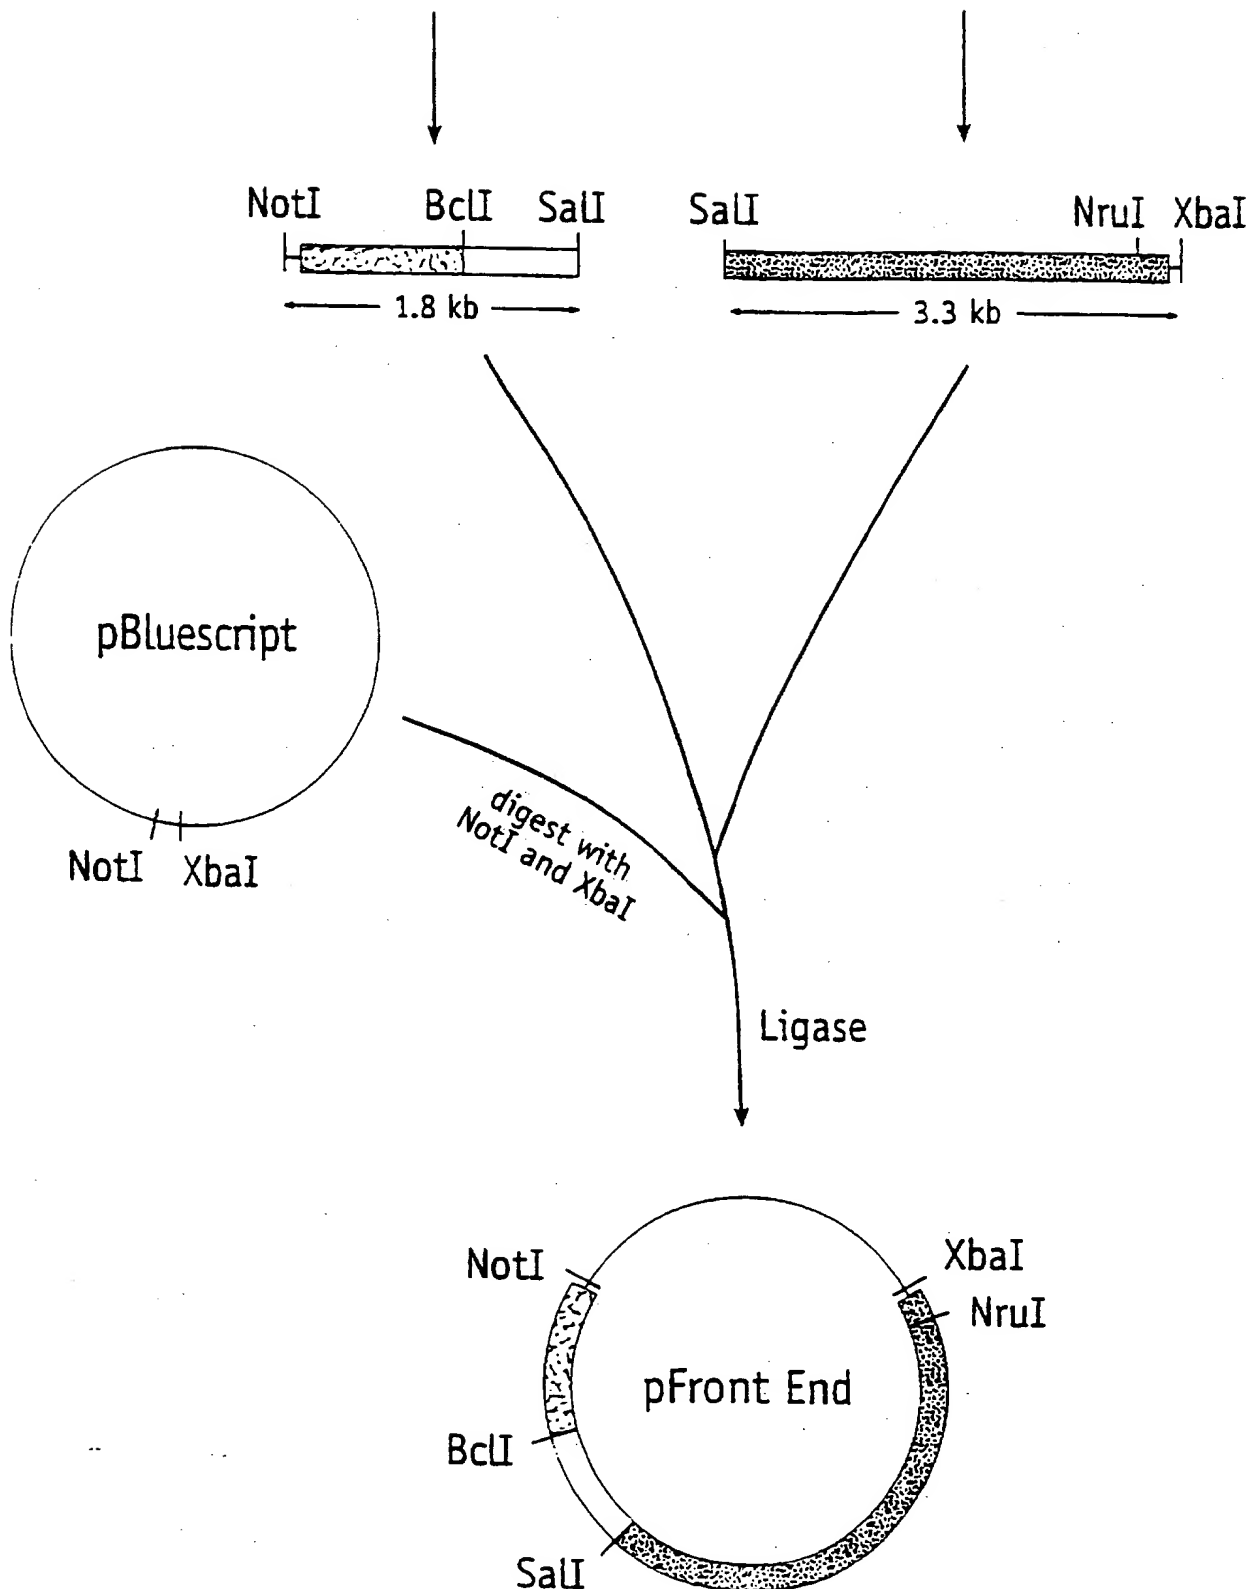 NotI BclI SalI SalI NruI XbaI
1.8 kb 3.3 kb
pBluescript
NotI XbaI
digest with
NotI and XbaI
Ligase
NotI XbaI
NruI
pFront End
BclI
SalI